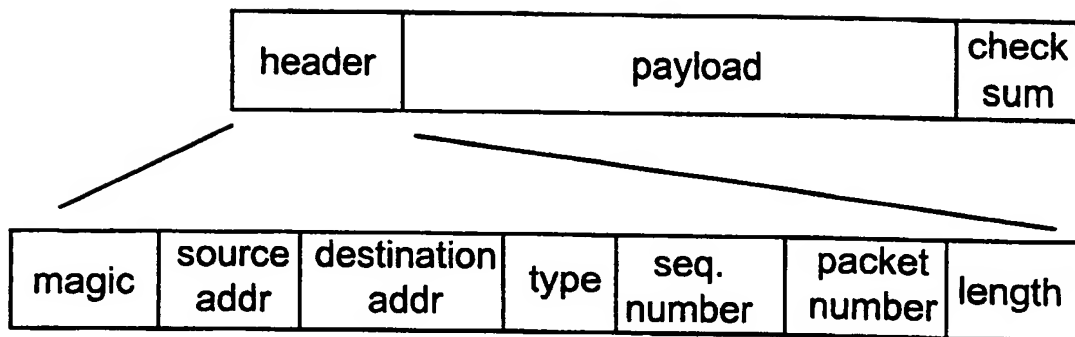 header payload check
sum
magic source
addr destination
addr type seq.
number packet
number length